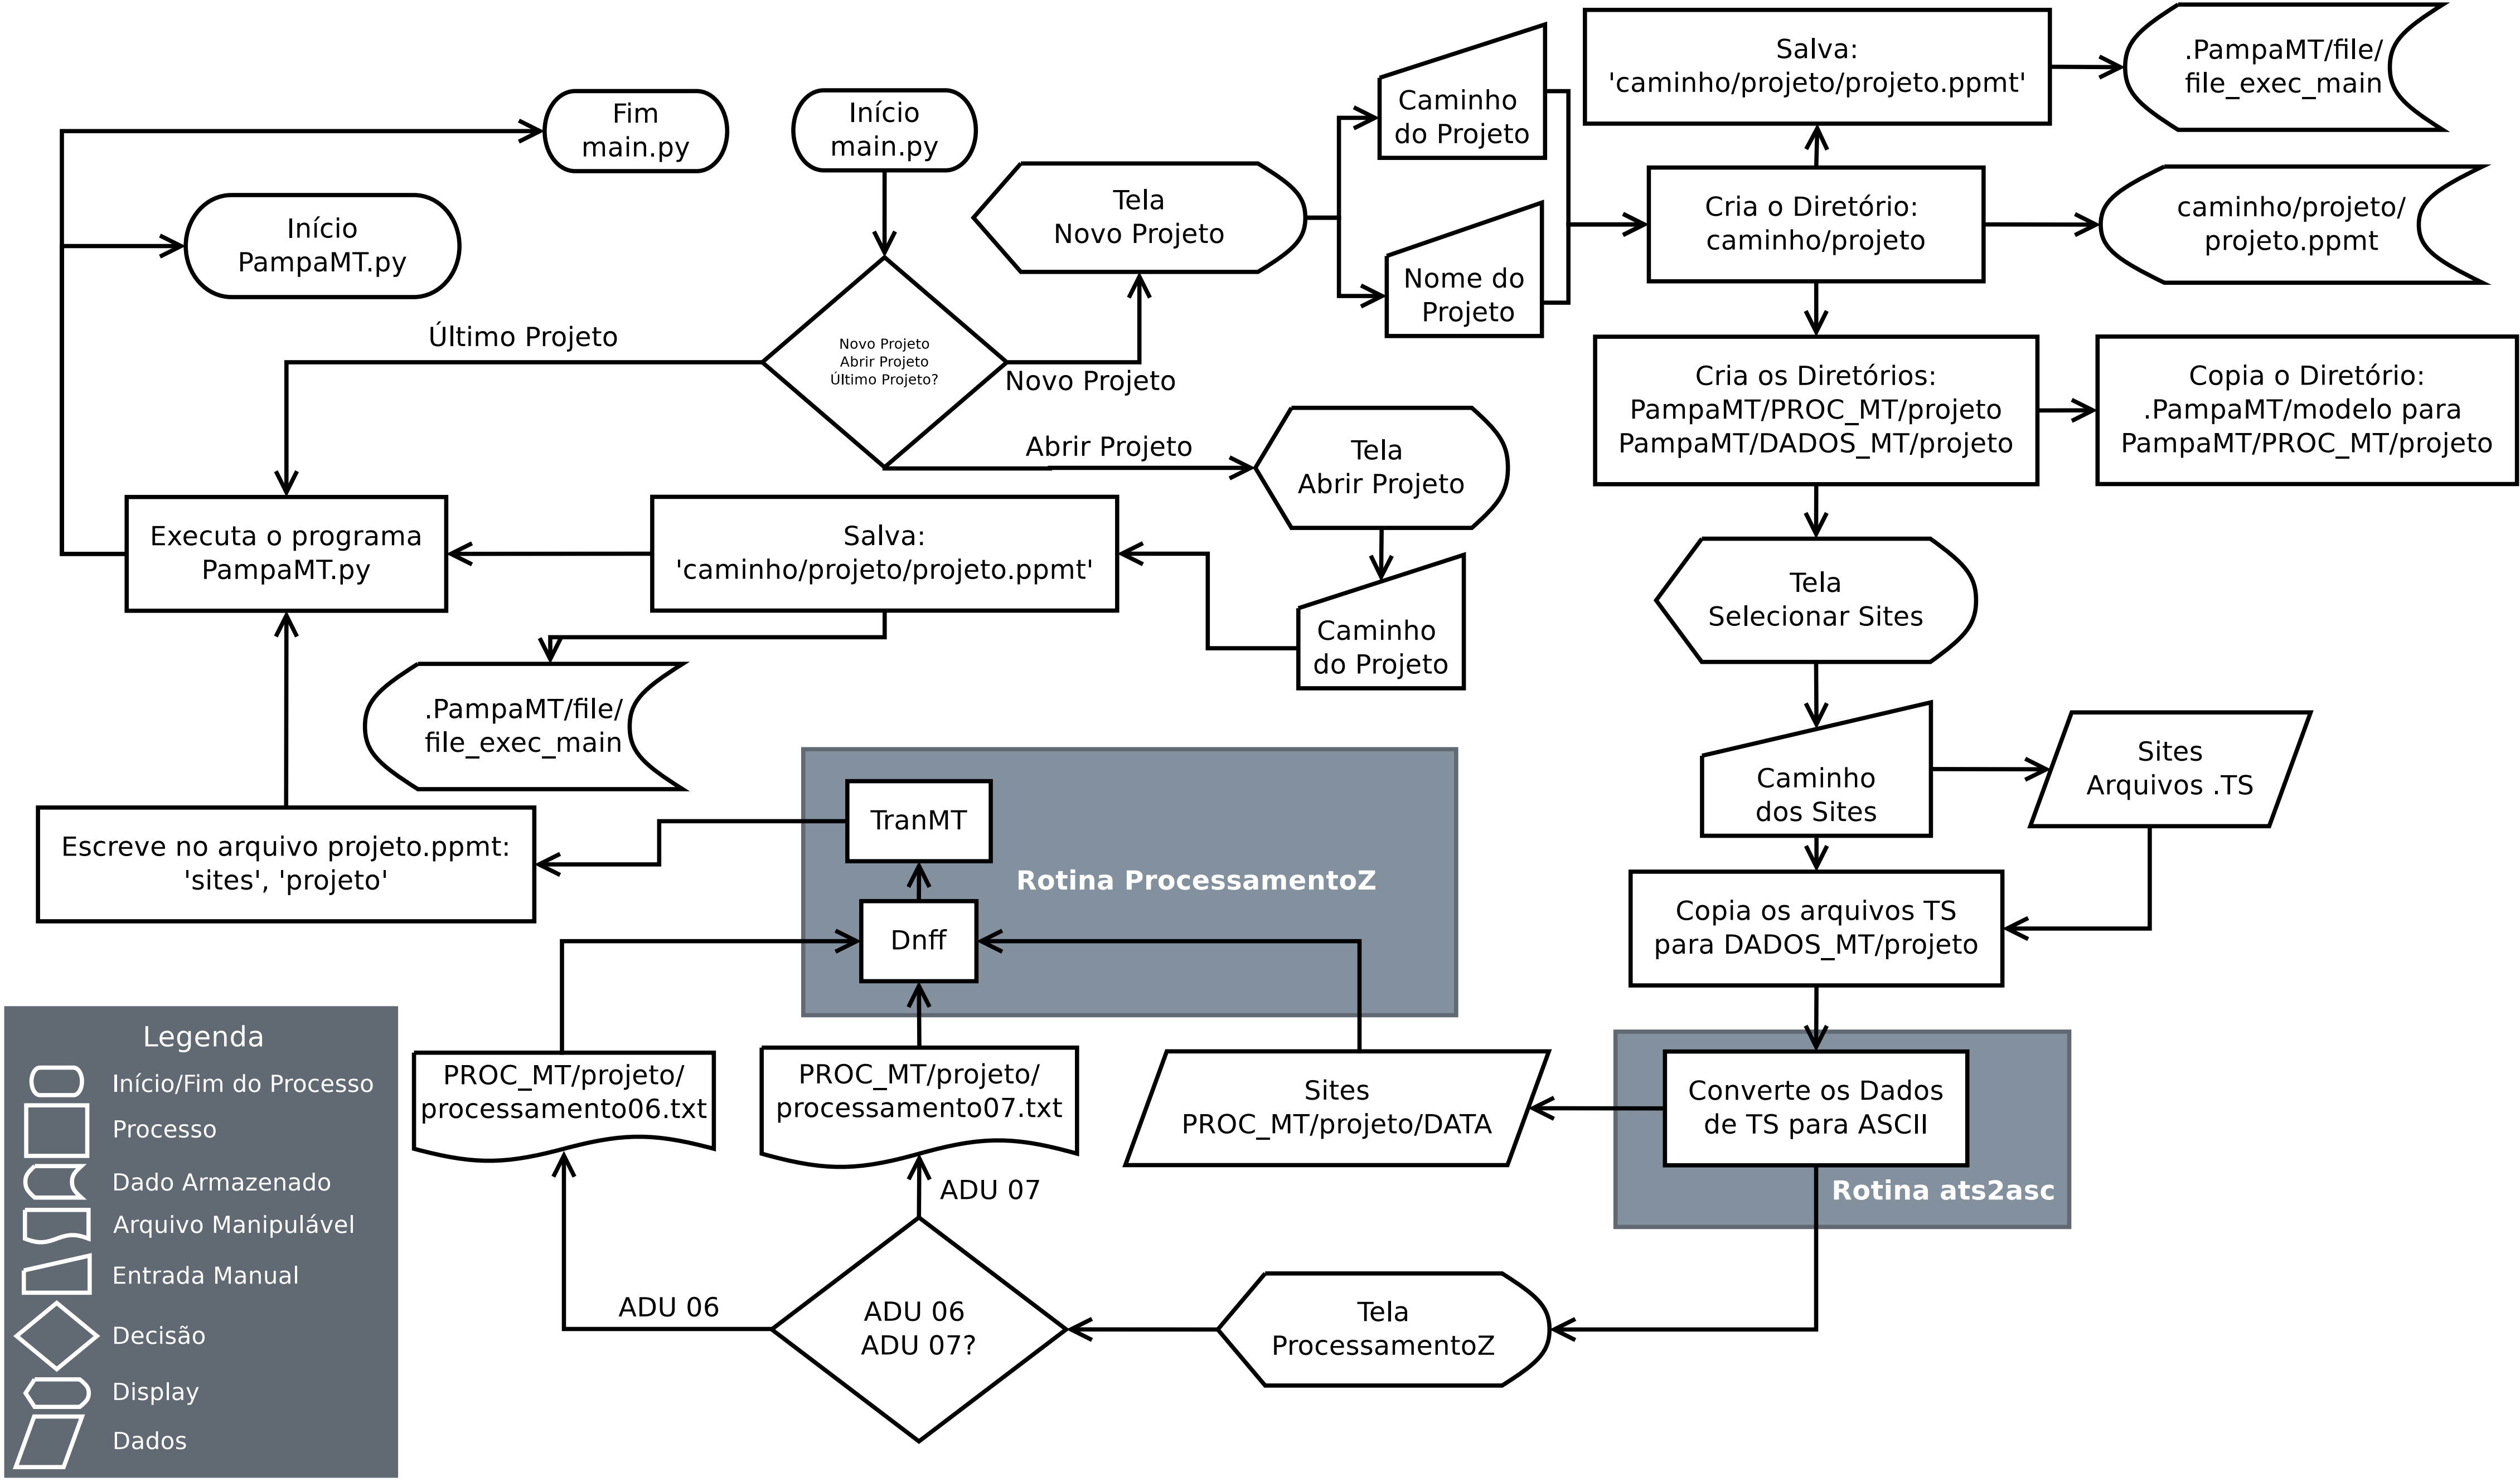 Fim
main.py
Início
main.py
Início
PampaMT.py
Último Projeto
Novo Projeto
Abrir Projeto
Último Projeto?
Novo Projeto
Abrir Projeto
Tela
Novo Projeto
Caminho
do Projeto
Nome do
Projeto
Salva:
'caminho/projeto/projeto.ppmt'
.PampaMT/file/
file_exec_main
Cria o Diretório:
caminho/projeto
caminho/projeto/
projeto.ppmt
Cria os Diretórios:
PampaMT/PROC_MT/projeto
PampaMT/DADOS_MT/projeto
Copia o Diretório:
.PampaMT/modelo para
PampaMT/PROC_MT/projeto
Tela
Abrir Projeto
Executa o programa
PampaMT.py
Salva:
'caminho/projeto/projeto.ppmt'
Caminho
do Projeto
Tela
Selecionar Sites
.PampaMT/file/
file_exec_main
Caminho
dos Sites
Sites
Arquivos .TS
Escreve no arquivo projeto.ppmt:
'sites', 'projeto'
TranMT
Rotina ProcessamentoZ
Dnff
Copia os arquivos TS
para DADOS_MT/projeto
PROC_MT/projeto/
processamento06.txt
PROC_MT/projeto/
processamento07.txt
Sites
PROC_MT/projeto/DATA
Converte os Dados
de TS para ASCII
Rotina ats2asc
ADU 07
ADU 06
ADU 06
ADU 07?
Tela
ProcessamentoZ
Legenda
Início/Fim do Processo
Processo
Dado Armazenado
Arquivo Manipulável
Entrada Manual
Decisão
Display
Dados